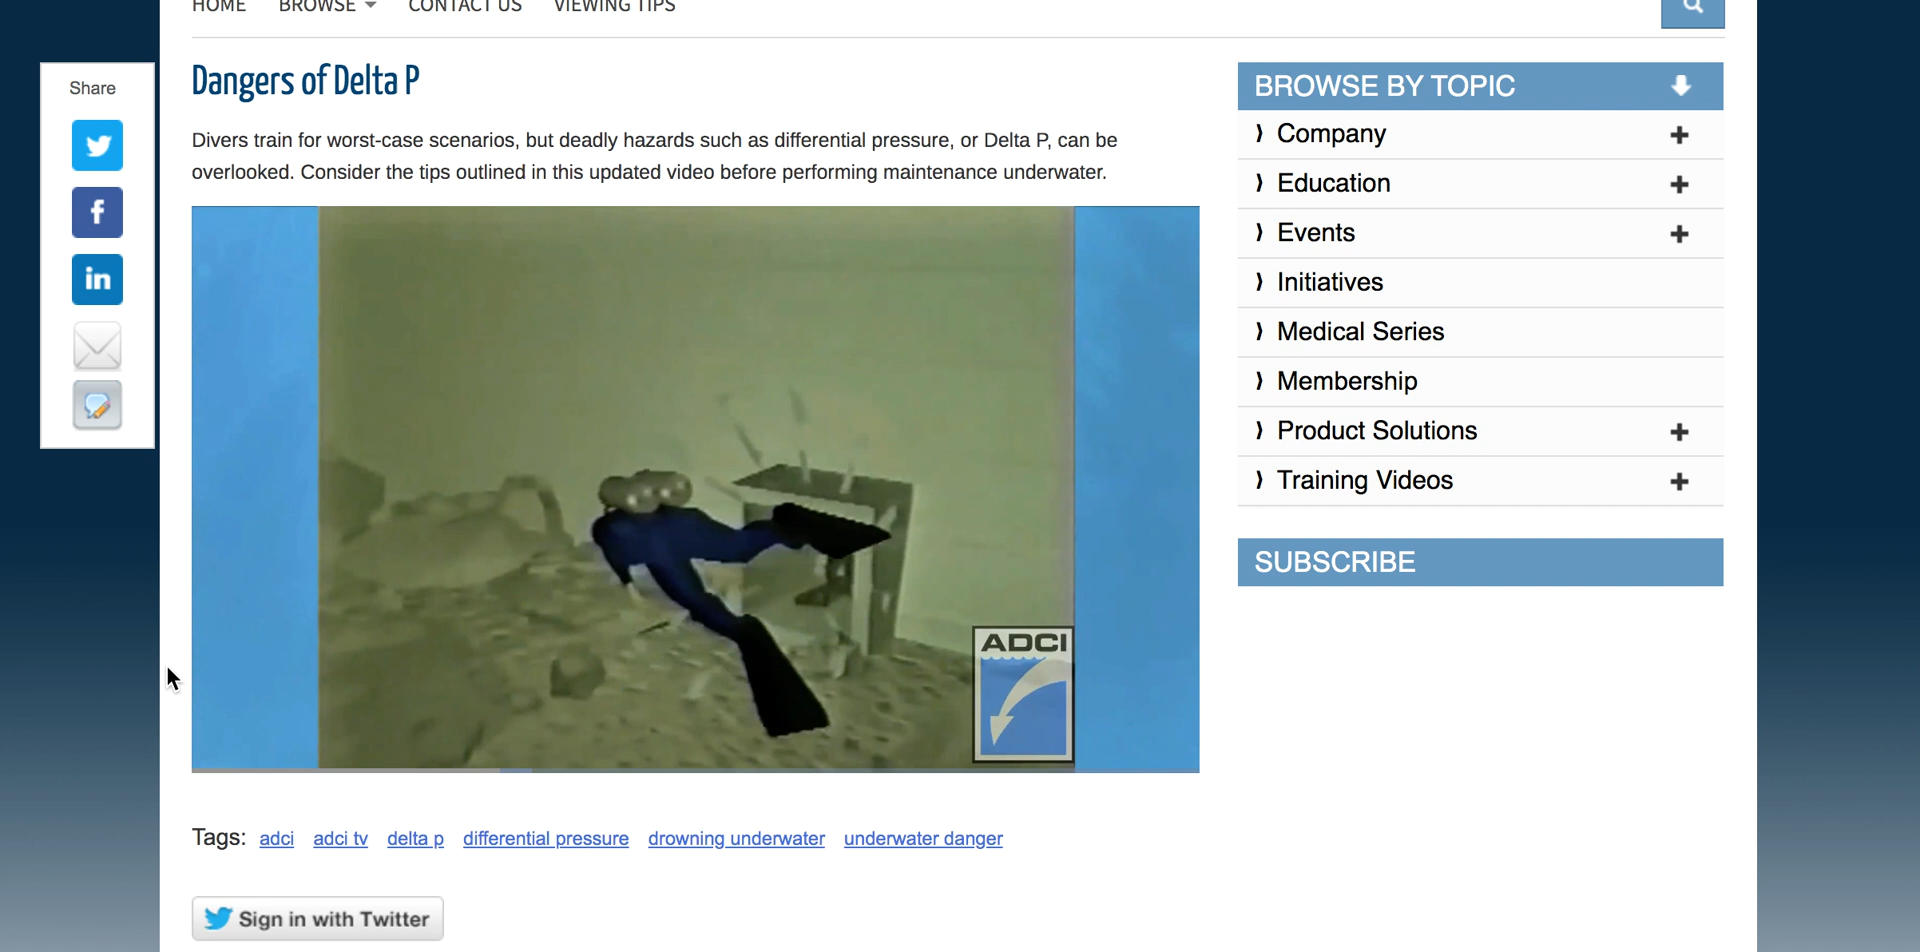 HOME BROWSE CONTACT US VIEWING TIPS
Share
Dangers of Delta P
Divers train for worst-case scenarios, but deadly hazards such as differential pressure, or Delta P, can be
overlooked. Consider the tips outlined in this updated video before performing maintenance underwater.
f
in
ADCI
Tags: adci adci tv delta p differential pressure drowning underwater underwater danger
Sign in with Twitter
BROWSE BY TOPIC
Company
Education
Events
Initiatives
Medical Series
Membership
Product Solutions
Training Videos
SUBSCRIBE